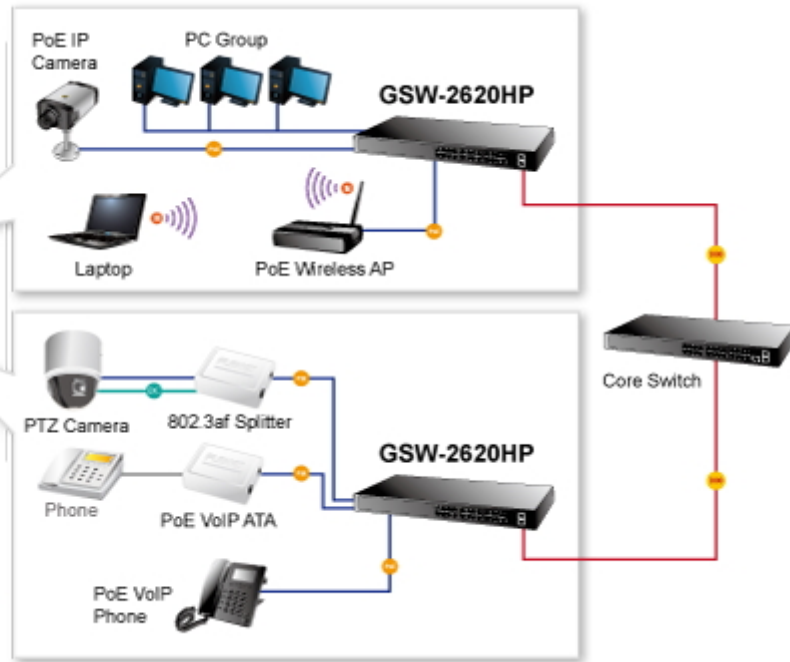 PoE IP
Camera
PC Group
GSW-2620HP
Laptop
PoE Wireless AP
Core Switch
PTZ Camera
802.3af Splitter
GSW-2620HP
Phone
PoE VoIP ATA
PoE VoIP
Phone